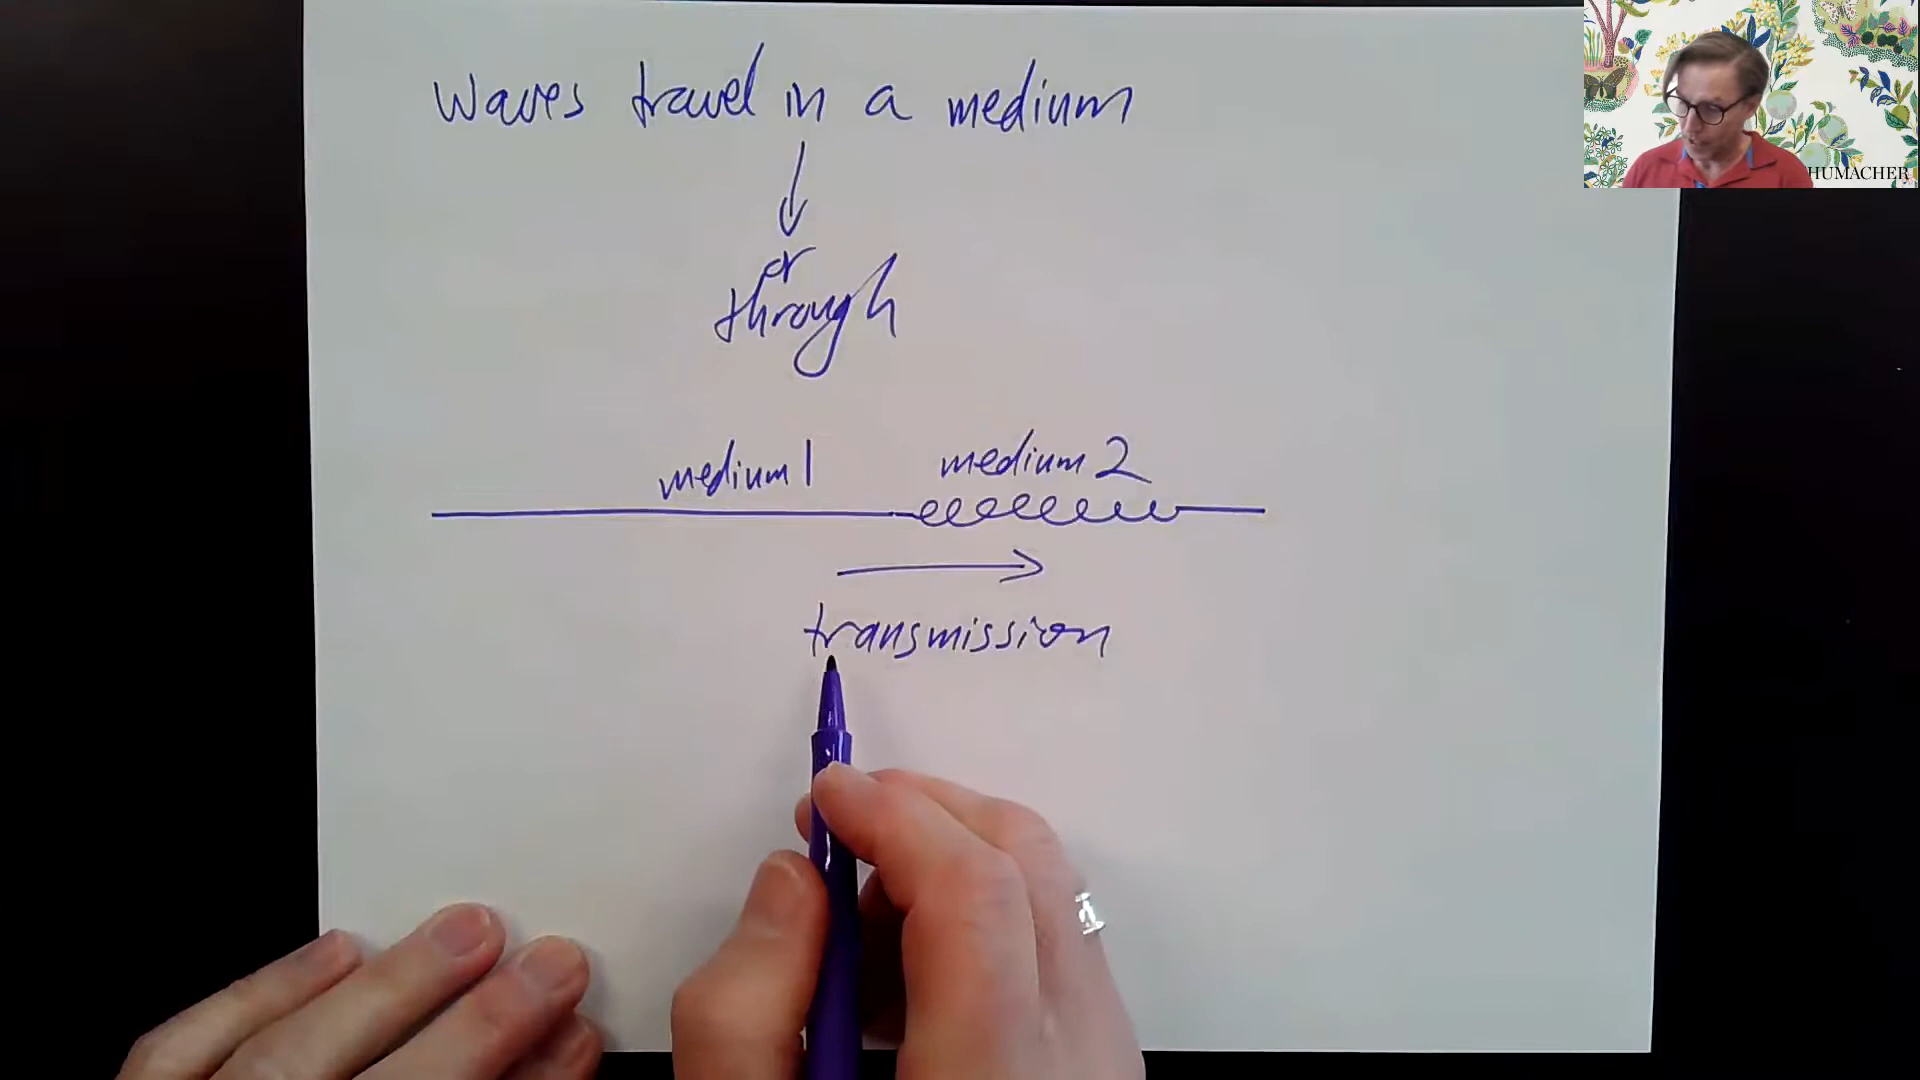 waves travel in a medium
or
through
medium 1
medium 2
transmission
HUMACHER